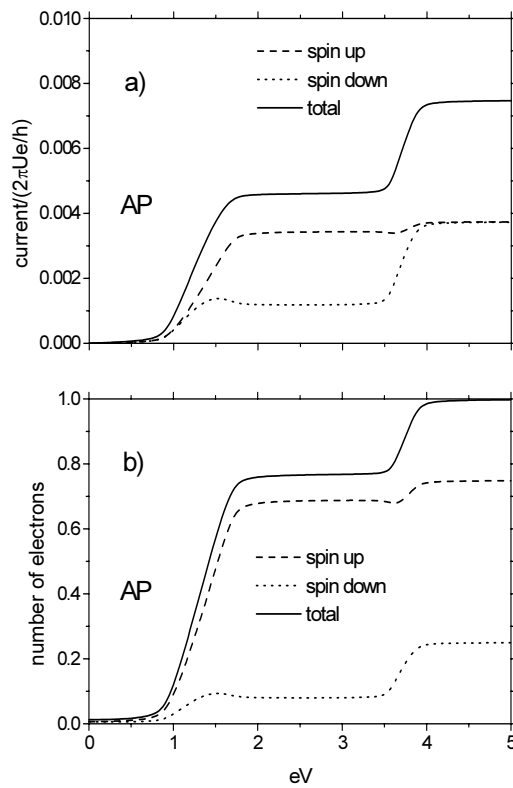 0.010
0.008
0.006
0.004
0.002
0.000
current/(2πUe/h)
a)
spin up
spin down
total
AP
1.0
0.8
0.6
0.4
0.2
0.0
number of electrons
b)
spin up
spin down
total
AP
0 1 2 3 4 5
eV